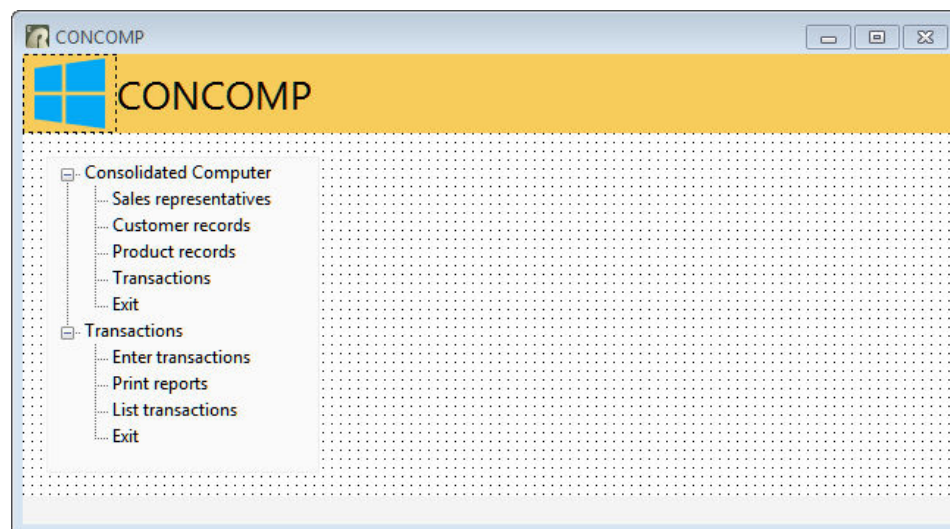 CONCOMP
CONCOMP
Consolidated Computer
Sales representatives
Customer records
Product records
Transactions
Exit
Transactions
Enter transactions
Print reports
List transactions
Exit